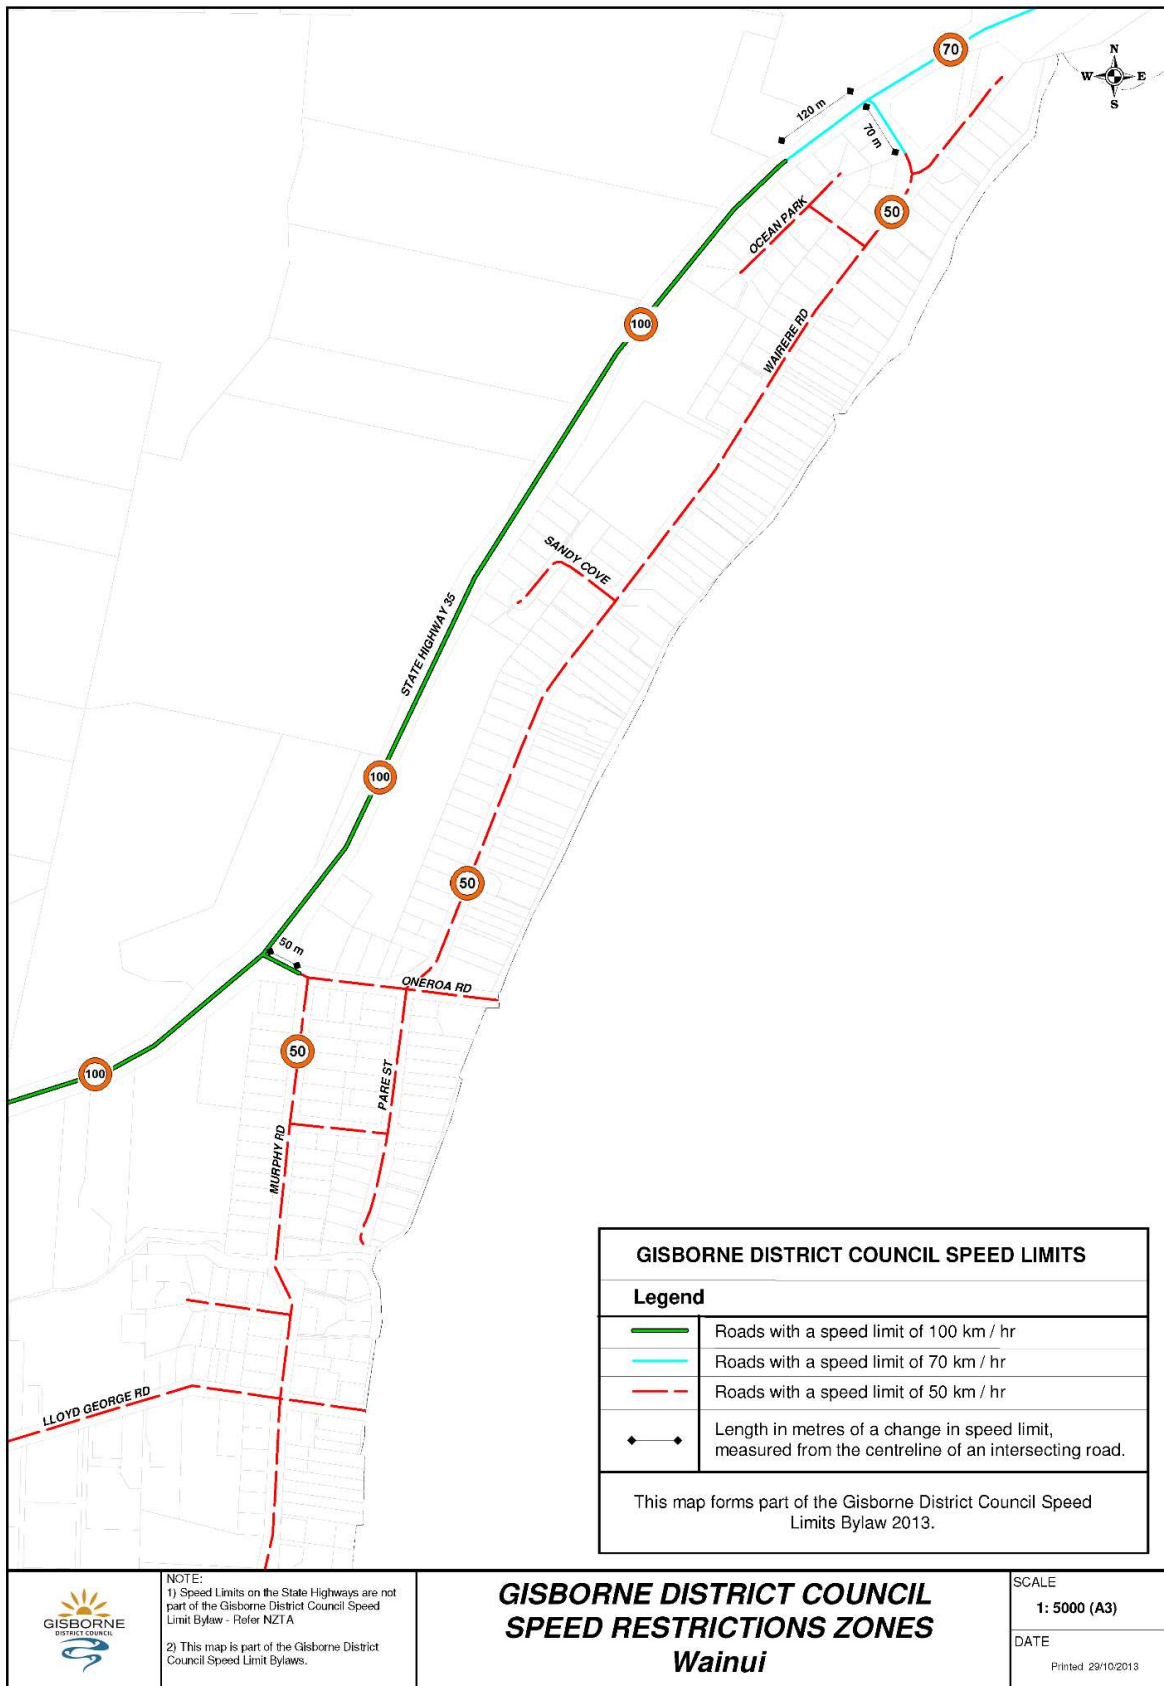 70
N
W E
S
120 m
70 m
OCEAN PARK
50
100
WAIRERE RD
SANDY COVE
STATE HIGHWAY 35
100
50
50 m
ONEROA RD
50
100
PARE ST
MURPHY RD
LLOYD GEORGE RD
GISBORNE DISTRICT COUNCIL SPEED LIMITS
Legend
Roads with a speed limit of 100 km / hr
Roads with a speed limit of 70 km / hr
Roads with a speed limit of 50 km / hr
Length in metres of a change in speed limit,
measured from the centreline of an intersecting road.
This map forms part of the Gisborne District Council Speed
Limits Bylaw 2013.
GISBORNE
DISTRICT COUNCIL
NOTE:
1) Speed Limits on the State Highways are not
part of the Gisborne District Council Speed
Limit Bylaw - Refer NZTA
2) This map is part of the Gisborne District
Council Speed Limit Bylaws.
GISBORNE DISTRICT COUNCIL
SPEED RESTRICTIONS ZONES
Wainui
SCALE
1: 5000 (A3)
DATE
Printed 29/10/2013